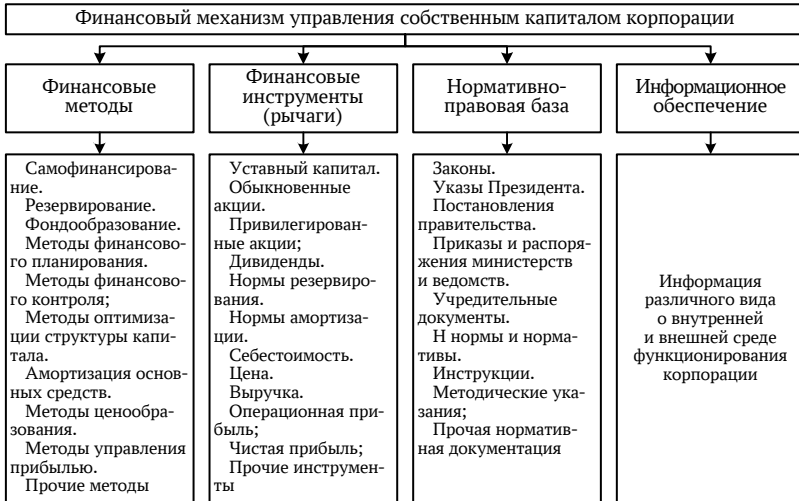 Финансовый механизм управления собственным капиталом корпорации
Финансовые
методы
Финансовые
инструменты
(рычаги)
Нормативно-
правовая база
Информационное
обеспечение
Самофинансирова-
ние.
Резервирование.
Фондообразование.
Методы финансово-
го планирования.
Методы финансово-
го контроля;
Методы оптимиза-
ции структуры капи-
тала.
Амортизация основ-
ных средств.
Методы ценообра-
зования.
Методы управления
прибылью.
Прочие методы
Уставный капитал.
Обыкновенные
акции.
Привилегирован-
ные акции;
Дивиденды.
Нормы резервиро-
вания.
Нормы амортиза-
ции.
Себестоимость.
Цена.
Выручка.
Операционная при-
быль;
Чистая прибыль;
Прочие инструмен-
ты
Законы.
Указы Президента.
Постановления
правительства.
Приказы и распоря-
жения министерств
и ведомств.
Учредительные
документы.
Н нормы и норма-
тивы.
Инструкции.
Методические ука-
зания;
Прочая норматив-
ная документация
Информация
различного вида
о внутренней
и внешней среде
функционирования
корпорации